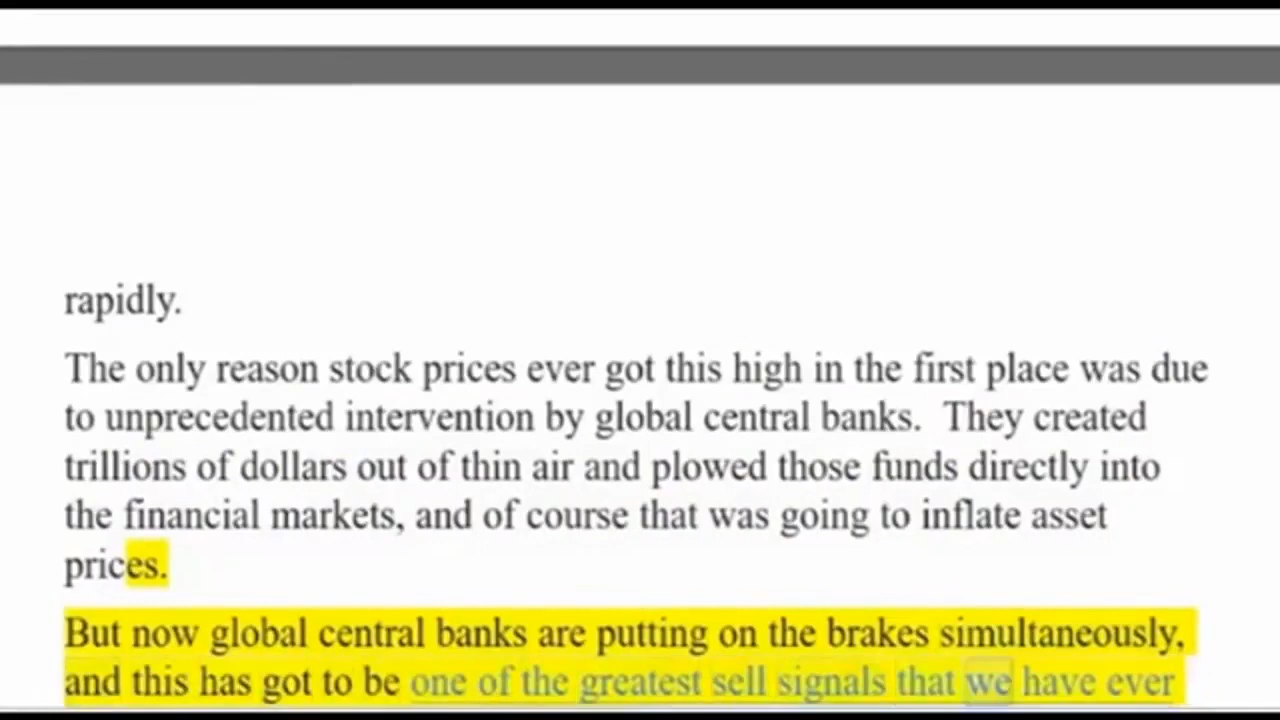 rapidly.
The only reason stock prices ever got this high in the first place was due
to unprecedented intervention by global central banks.  They created
trillions of dollars out of thin air and plowed those funds directly into
the financial markets, and of course that was going to inflate asset
prices.
But now global central banks are putting on the brakes simultaneously,
and this has got to be one of the greatest sell signals that we have ever